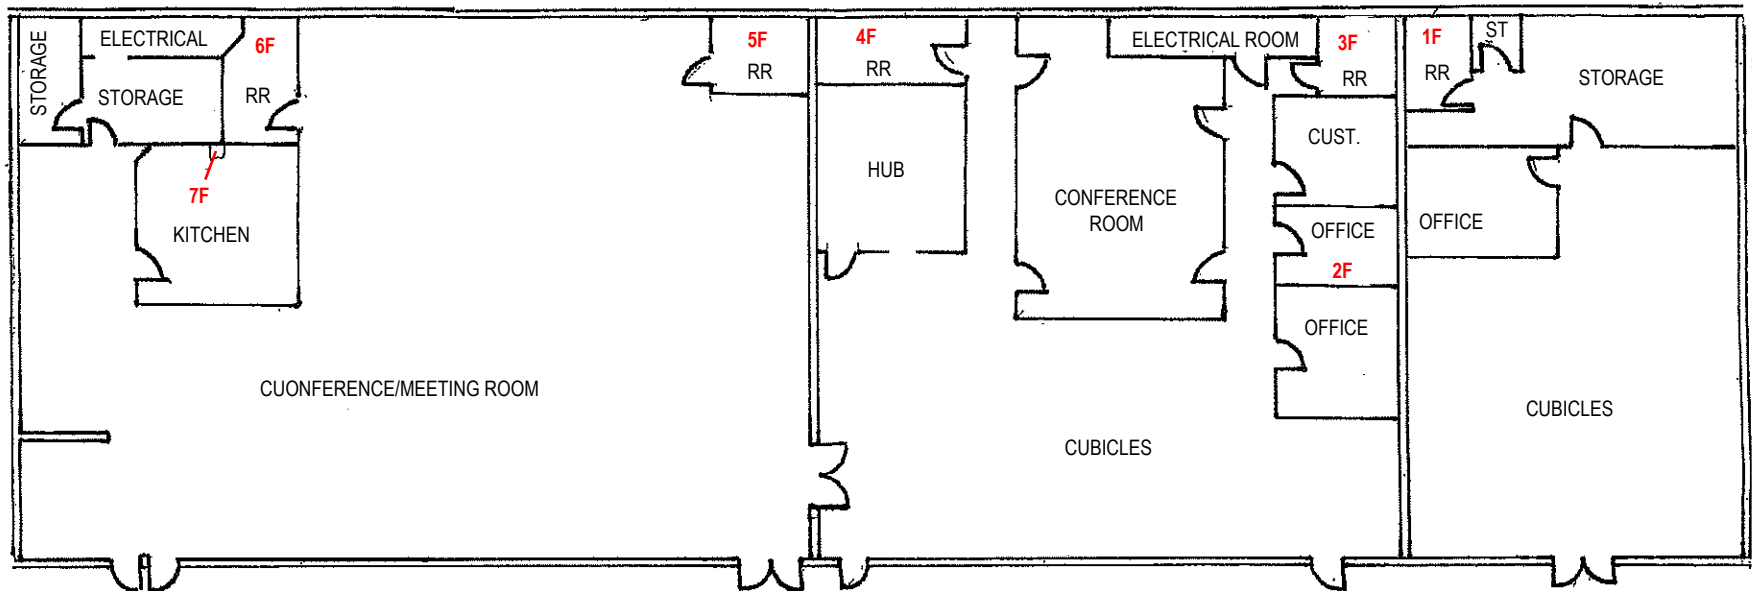 STORAGE
ELECTRICAL
6F
RR
STORAGE
7F
KITCHEN
CUONFERENCE/MEETING ROOM
5F
RR
4F
RR
HUB
CONFERENCE
ROOM
ELECTRICAL ROOM
3F
RR
CUST.
OFFICE
2F
OFFICE
CUBICLES
1F
RR
ST
STORAGE
OFFICE
CUBICLES